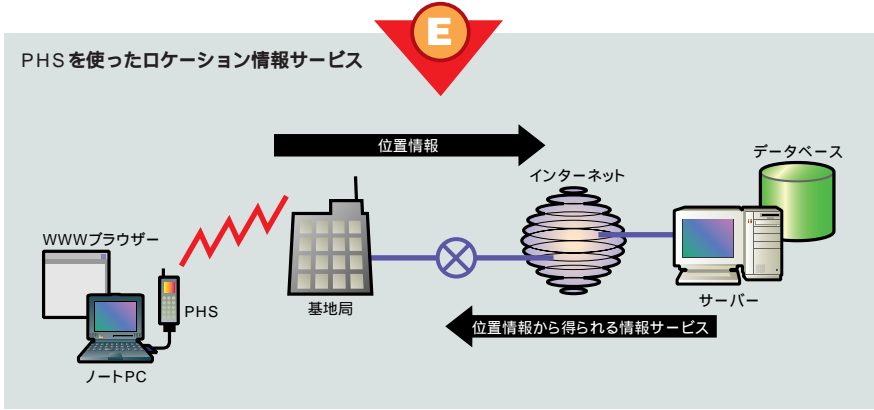 E
PHSを使ったロケーション情報サービス
位置情報
データベース
インターネット
WWWブラウザー
PHS
基地局
サーバー
位置情報から得られる情報サービス
ノートPC